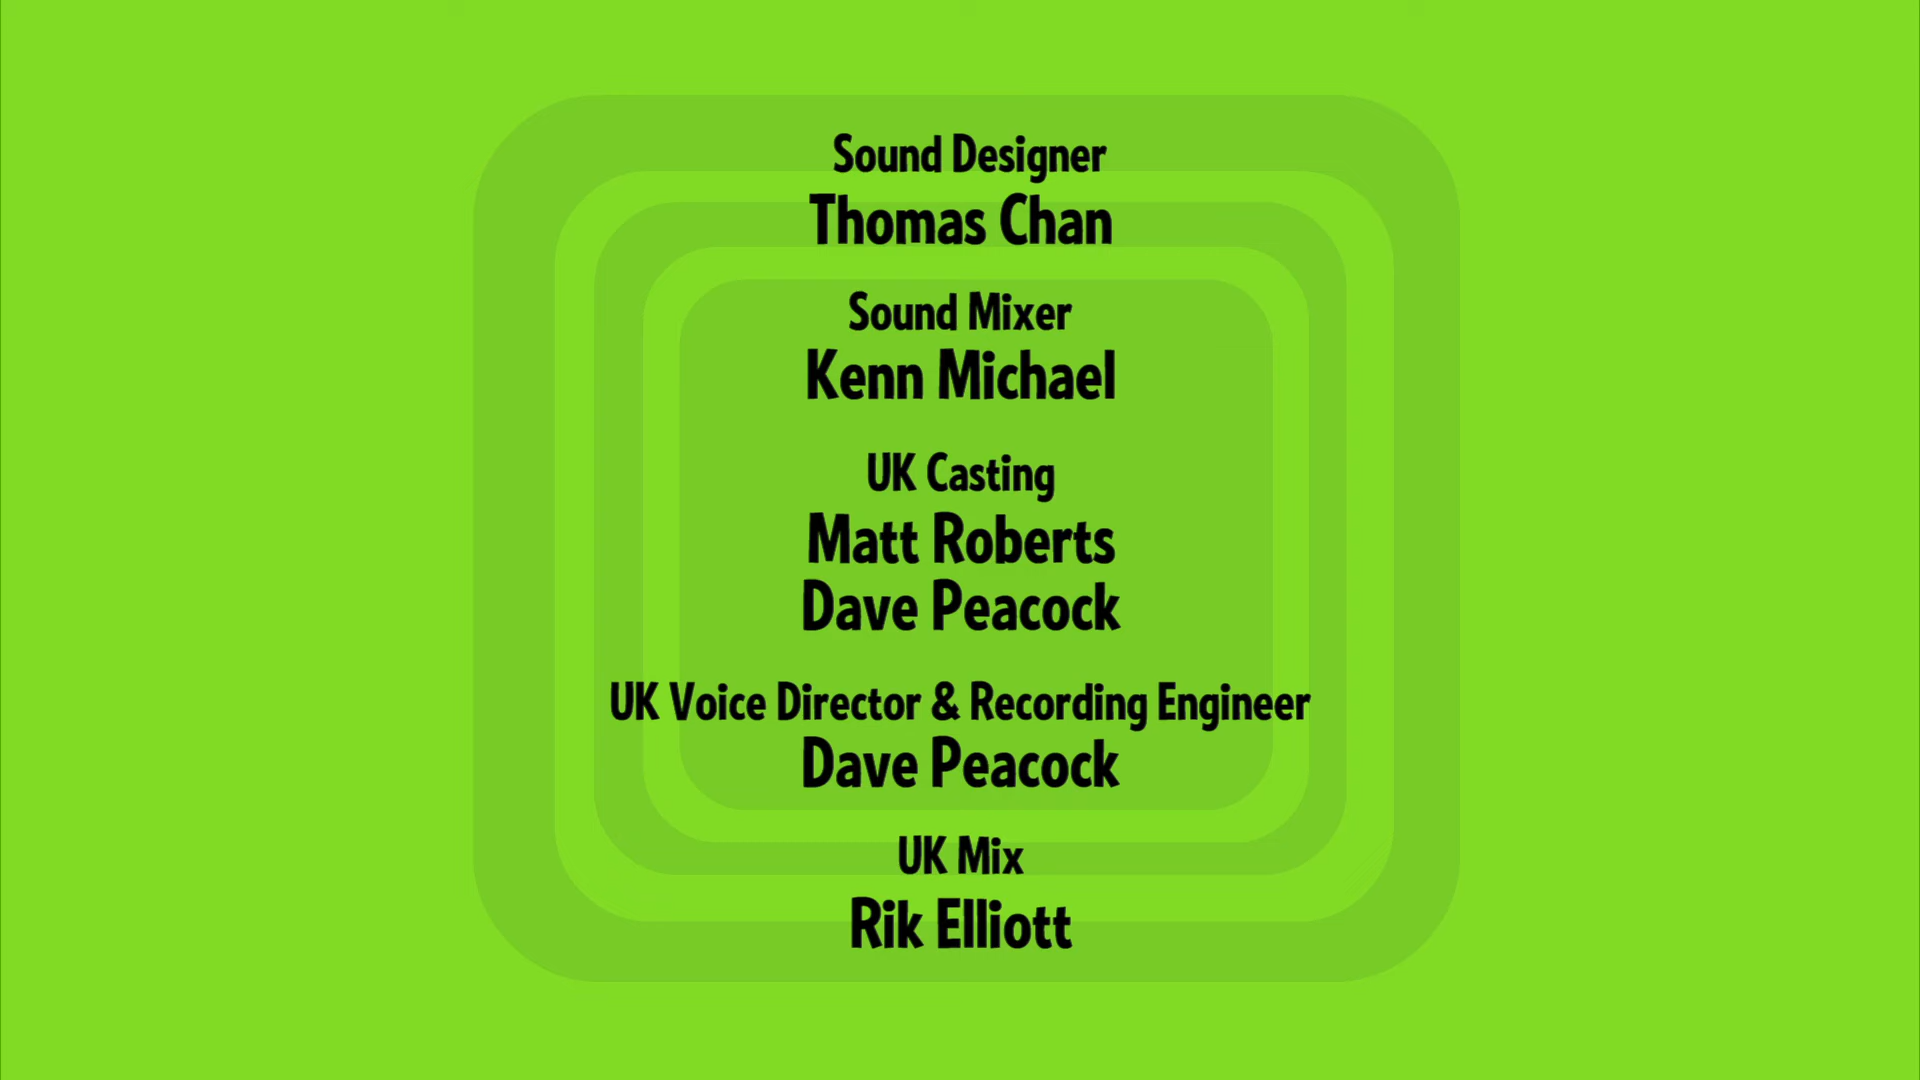 Sound Designer
Thomas Chan
Sound Mixer
Kenn Michael
UK Casting
Matt Roberts
Dave Peacock
UK Voice Director & Recording Engineer
Dave Peacock
UK Mix
Rik Elliott